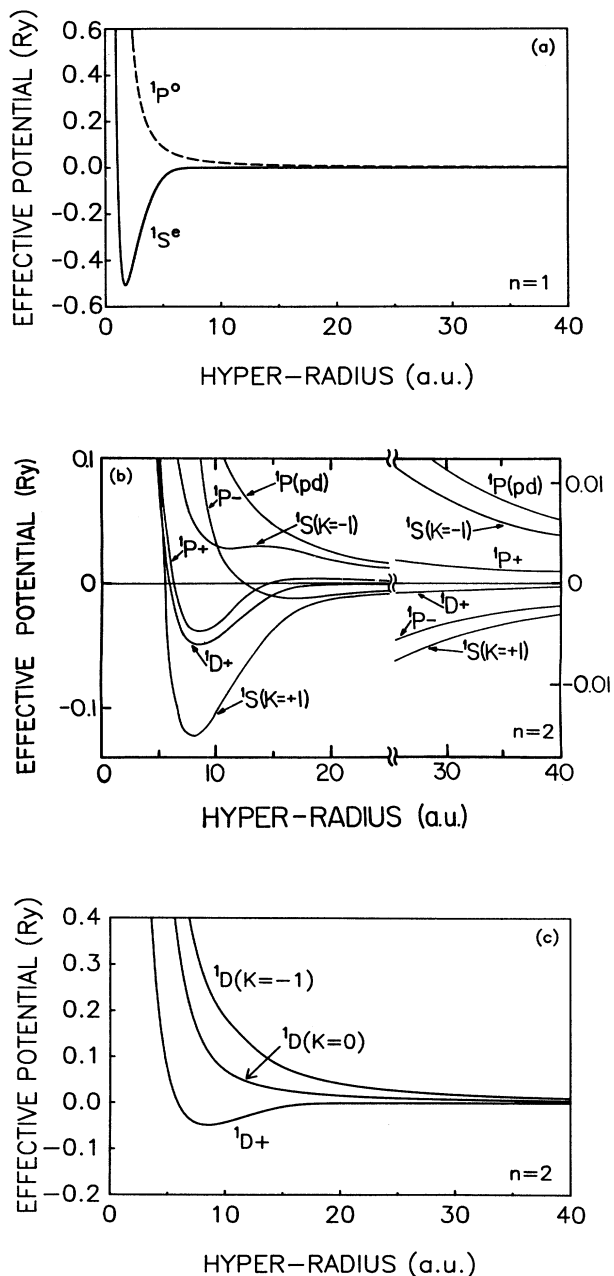 EFFECTIVE POTENTIAL (Ry)
0.6
0.4
0.2
0.0
-0.2
-0.4
-0.6
(a)
¹Pᵒ
¹Sᵉ
n=1
0 10 20 30 40
HYPER-RADIUS (a.u.)
EFFECTIVE POTENTIAL (Ry)
0.1
0
-0.1
(b)
¹P+
¹P-
¹P(pd)
¹S(K=-1)
¹D+
¹S(K=+1)
¹P(pd)
¹S(K=-1)
¹P+
¹D+
¹P-
¹S(K=+1)
0.01
0
-0.01
n=2
0 10 20 30 40
HYPER-RADIUS (a.u.)
EFFECTIVE POTENTIAL (Ry)
0.4
0.3
0.2
0.1
0.0
-0.1
-0.2
(c)
¹D(K=-1)
¹D(K=0)
¹D+
n=2
0 10 20 30 40
HYPER-RADIUS (a.u.)